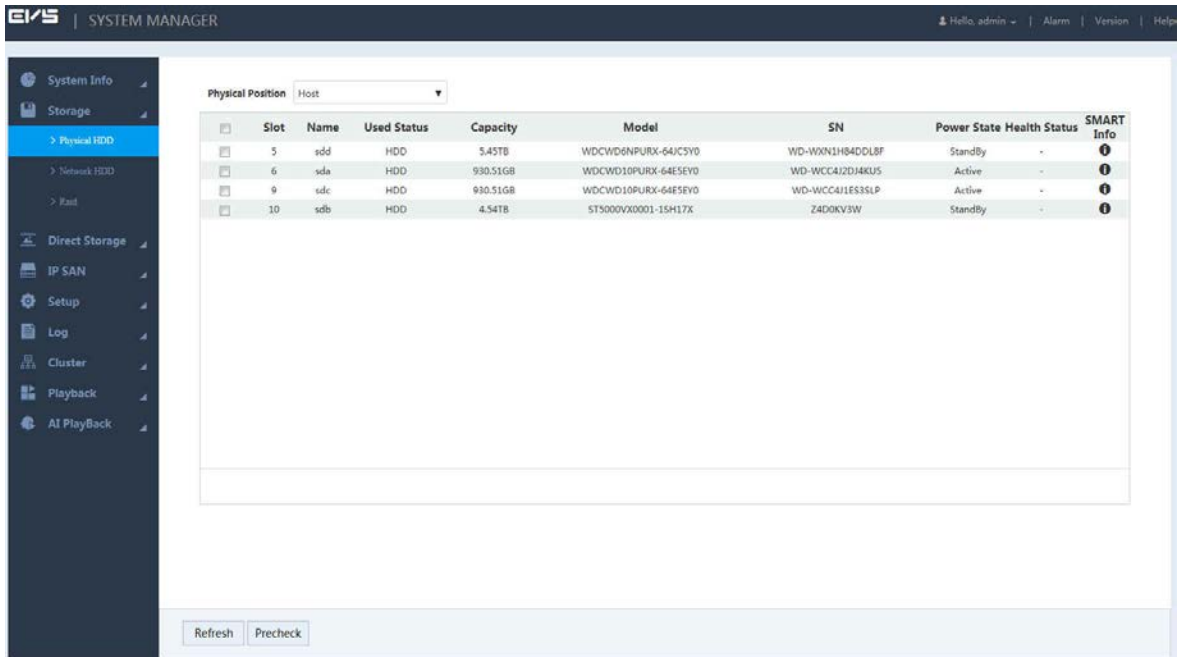 EVS | SYSTEM MANAGER
Hello, admin | Alarm | Version | Help
System Info
Storage
> Physical HDD
> Network HDD
> Raid
Direct Storage
IP SAN
Setup
Log
Cluster
Playback
AI PlayBack
Physical Position Host
Slot Name Used Status Capacity Model SN Power State Health Status SMART Info
5 sdd HDD 5.45TB WDCWD6NPURX-64JC5Y0 WD-WXN1H84DDL8F StandBy -
6 sda HDD 930.51GB WDCWD10PURX-64E5EY0 WD-WCC4J2DJ4KUS Active -
9 sdc HDD 930.51GB WDCWD10PURX-64E5EY0 WD-WCC4J1ES3SLP Active -
10 sdb HDD 4.54TB ST5000VX0001-1SH17X Z4D0KV3W StandBy -
Refresh Precheck